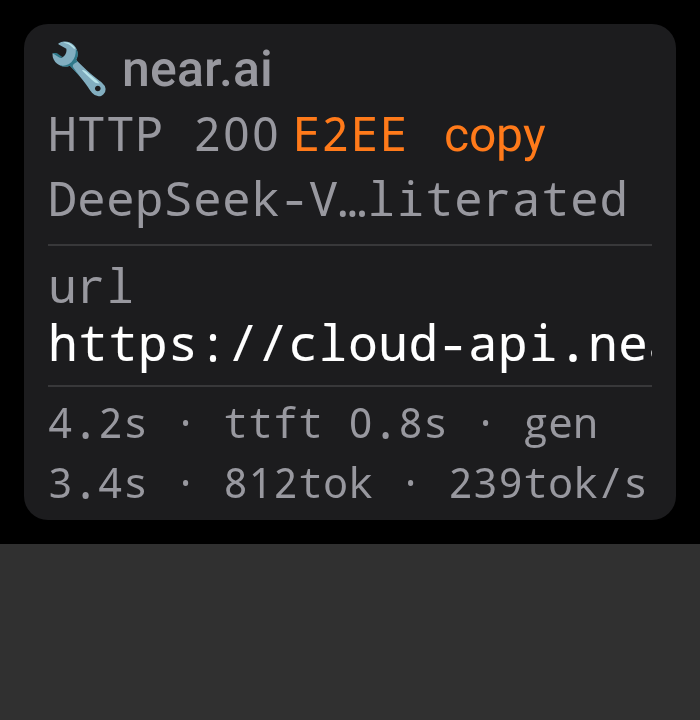 near.ai
HTTP 200 E2EE copy
DeepSeek-V…literated
url
https://cloud-api.ne
4.2s · ttft 0.8s · gen
3.4s · 812tok · 239tok/s